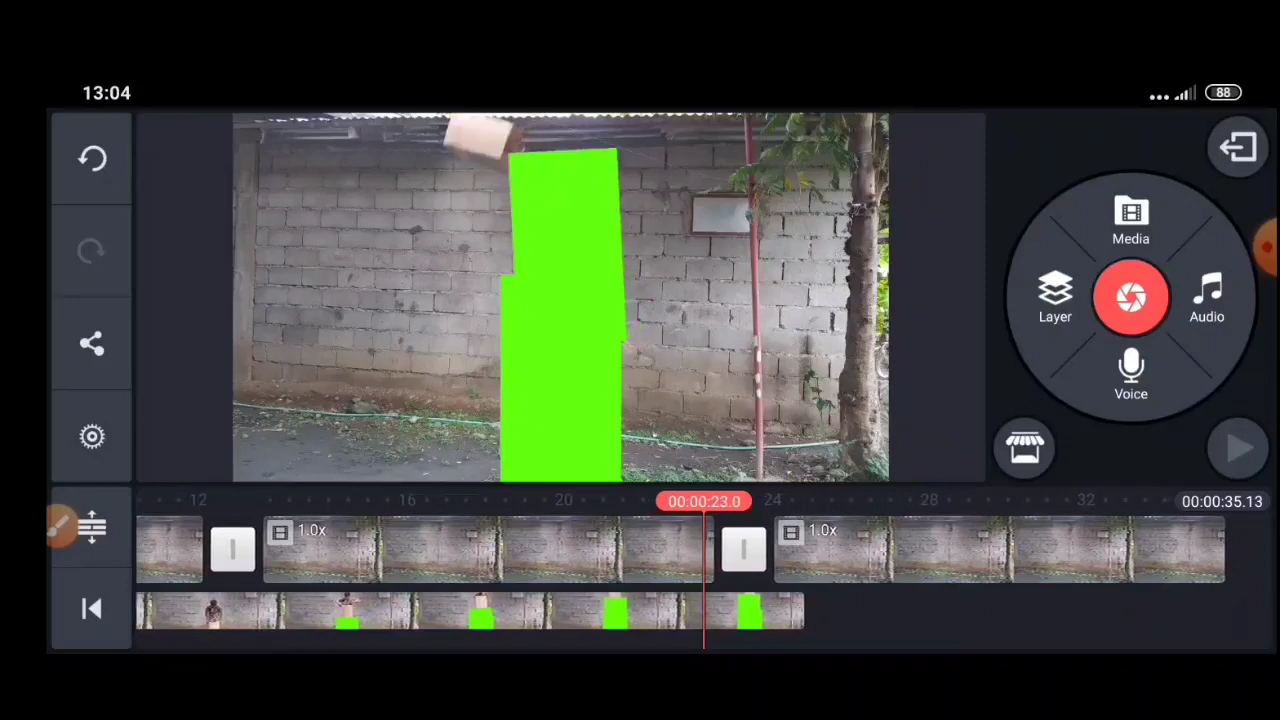 13:04
88
Media
Layer
Audio
Voice
12
16
20
00:00:23.0
24
28
32
00:00:35.13
1.0x
1.0x